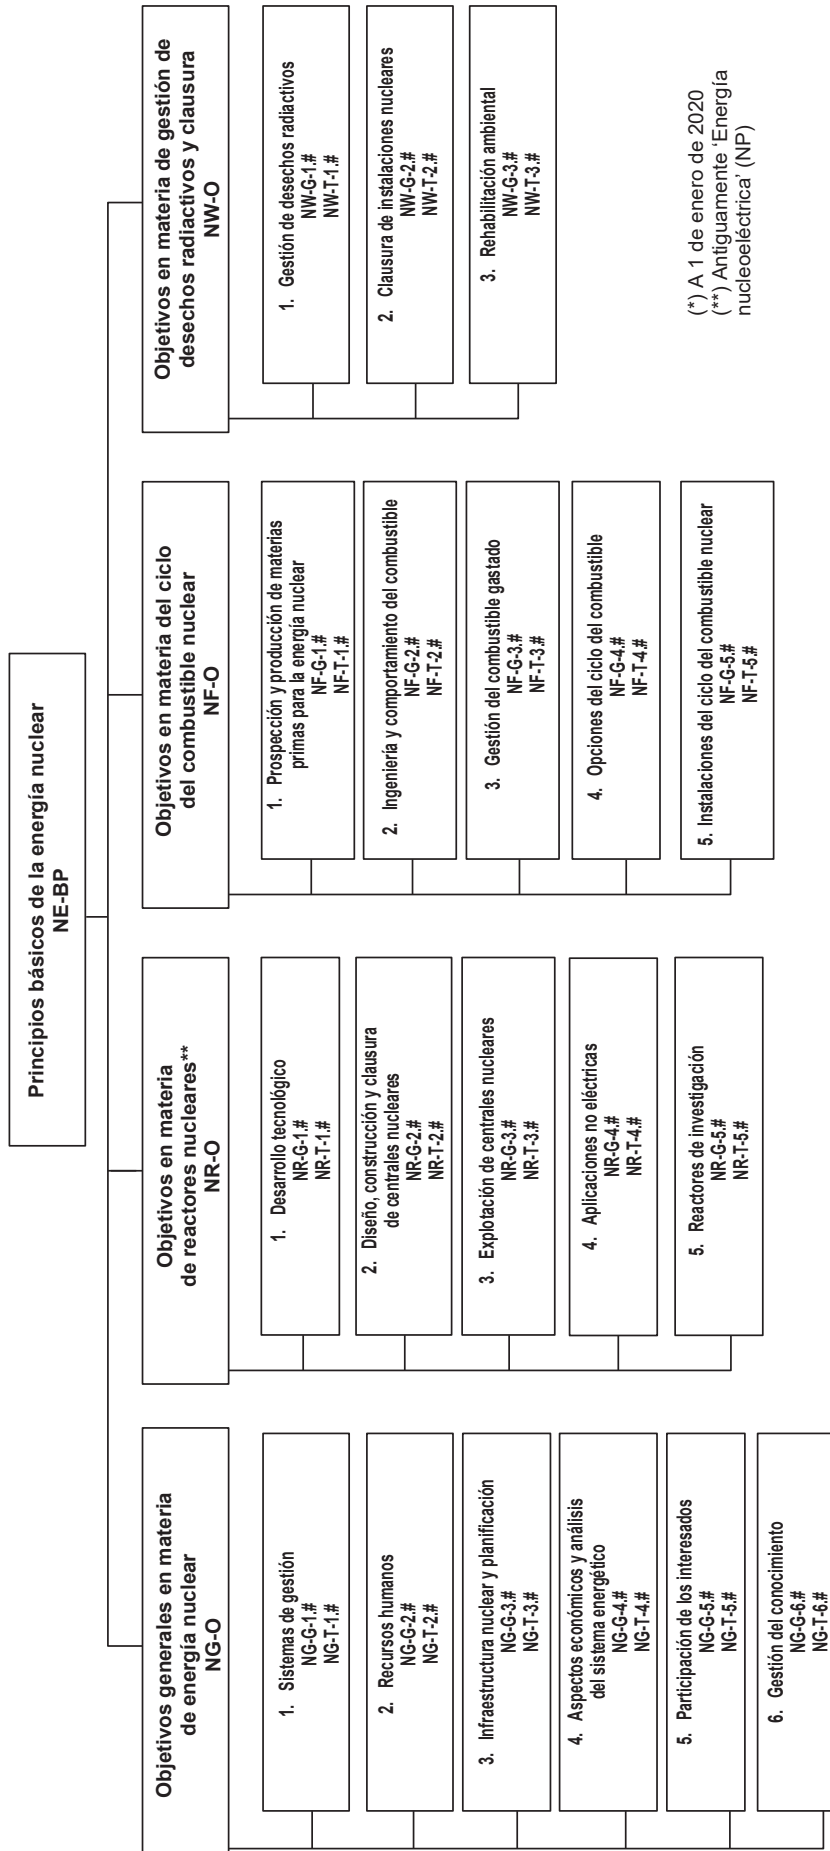 Principios básicos de la energía nuclear
NE-BP
Objetivos generales en materia
de energía nuclear
NG-O
1. Sistemas de gestión
NG-G-1.#
NG-T-1.#
2. Recursos humanos
NG-G-2.#
NG-T-2.#
3. Infraestructura nuclear y planificación
NG-G-3.#
NG-T-3.#
4. Aspectos económicos y análisis
del sistema energético
NG-G-4.#
NG-T-4.#
5. Participación de los interesados
NG-G-5.#
NG-T-5.#
6. Gestión del conocimiento
NG-G-6.#
NG-T-6.#
Objetivos en materia
de reactores nucleares**
NR-O
1. Desarrollo tecnológico
NR-G-1.#
NR-T-1.#
2. Diseño, construcción y clausura
de centrales nucleares
NR-G-2.#
NR-T-2.#
3. Explotación de centrales nucleares
NR-G-3.#
NR-T-3.#
4. Aplicaciones no eléctricas
NR-G-4.#
NR-T-4.#
5. Reactores de investigación
NR-G-5.#
NR-T-5.#
Objetivos en materia del ciclo
del combustible nuclear
NF-O
1. Prospección y producción de materias
primas para la energía nuclear
NF-G-1.#
NF-T-1.#
2. Ingeniería y comportamiento del combustible
NF-G-2.#
NF-T-2.#
3. Gestión del combustible gastado
NF-G-3.#
NF-T-3.#
4. Opciones del ciclo del combustible
NF-G-4.#
NF-T-4.#
5. Instalaciones del ciclo del combustible nuclear
NF-G-5.#
NF-T-5.#
Objetivos en materia de gestión de
desechos radiactivos y clausura
NW-O
1. Gestión de desechos radiactivos
NW-G-1.#
NW-T-1.#
2. Clausura de instalaciones nucleares
NW-G-2.#
NW-T-2.#
3. Rehabilitación ambiental
NW-G-3.#
NW-T-3.#
(*) A 1 de enero de 2020
(**) Antiguamente ‘Energía
nucleoeléctrica’ (NP)